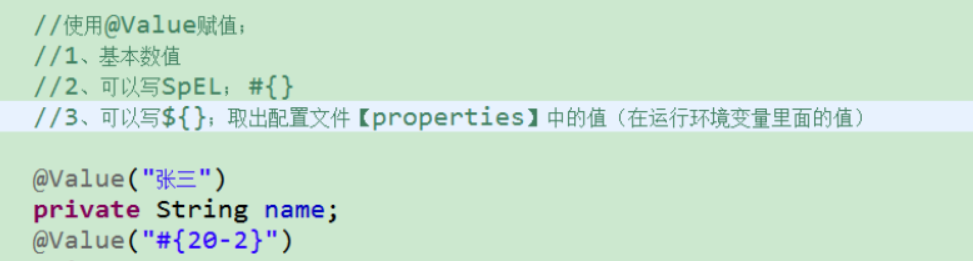 //使用@Value赋值;
//1、基本数值
//2、可以写SpEL; #{}
//3、可以写${};取出配置文件【properties】中的值(在运行环境变量里面的值)
@Value("张三")
private String name;
@Value("#{20-2}")